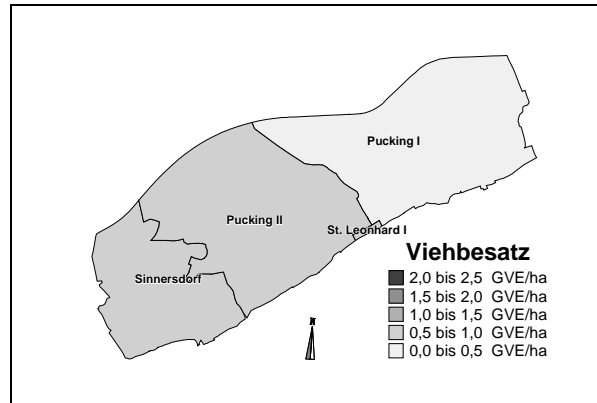 Pucking I
Pucking II
St. Leonhard I
Sinnersdorf
Viehbesatz
2,0 bis 2,5 GVE/ha
1,5 bis 2,0 GVE/ha
1,0 bis 1,5 GVE/ha
0,5 bis 1,0 GVE/ha
0,0 bis 0,5 GVE/ha
N